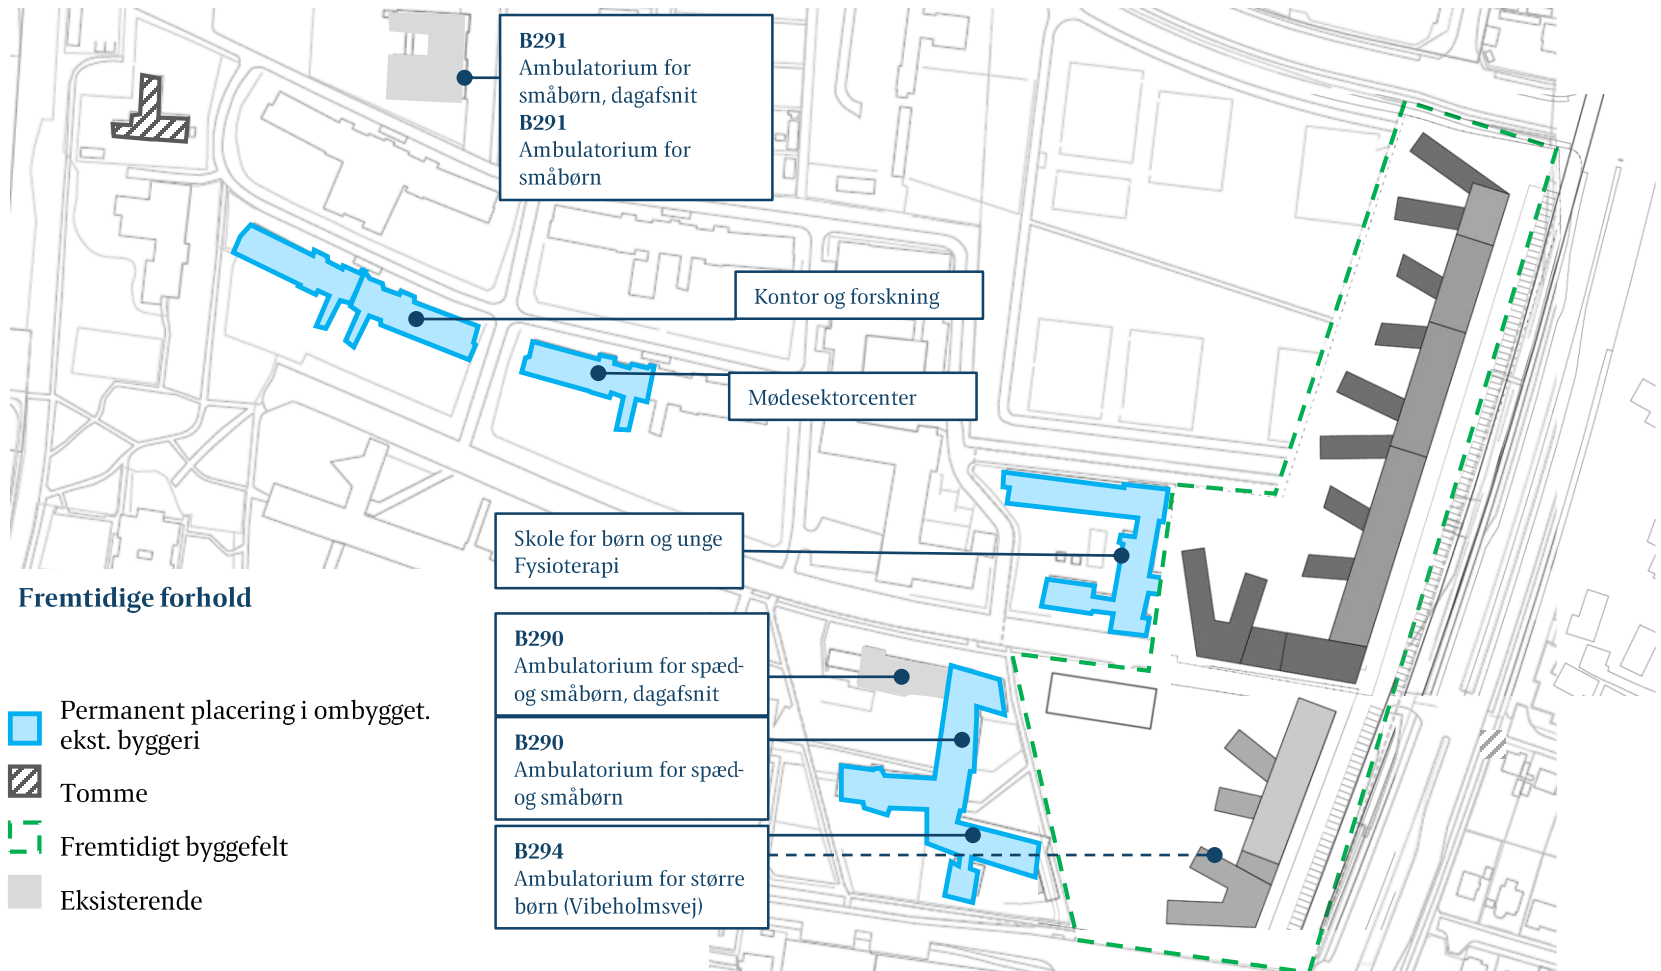 B291
Ambulatorium for
småbørn, dagafsnit
B291
Ambulatorium for
småbørn
Kontor og forskning
Mødesektorcenter
Skole for børn og unge
Fysioterapi
Fremtidige forhold
B290
Ambulatorium for spæd-
og småbørn, dagafsnit
B290
Ambulatorium for spæd-
og småbørn
B294
Ambulatorium for større
børn (Vibeholmsvej)
Permanent placering i ombygget.
ekst. byggeri
Tomme
Fremtidigt byggefelt
Eksisterende